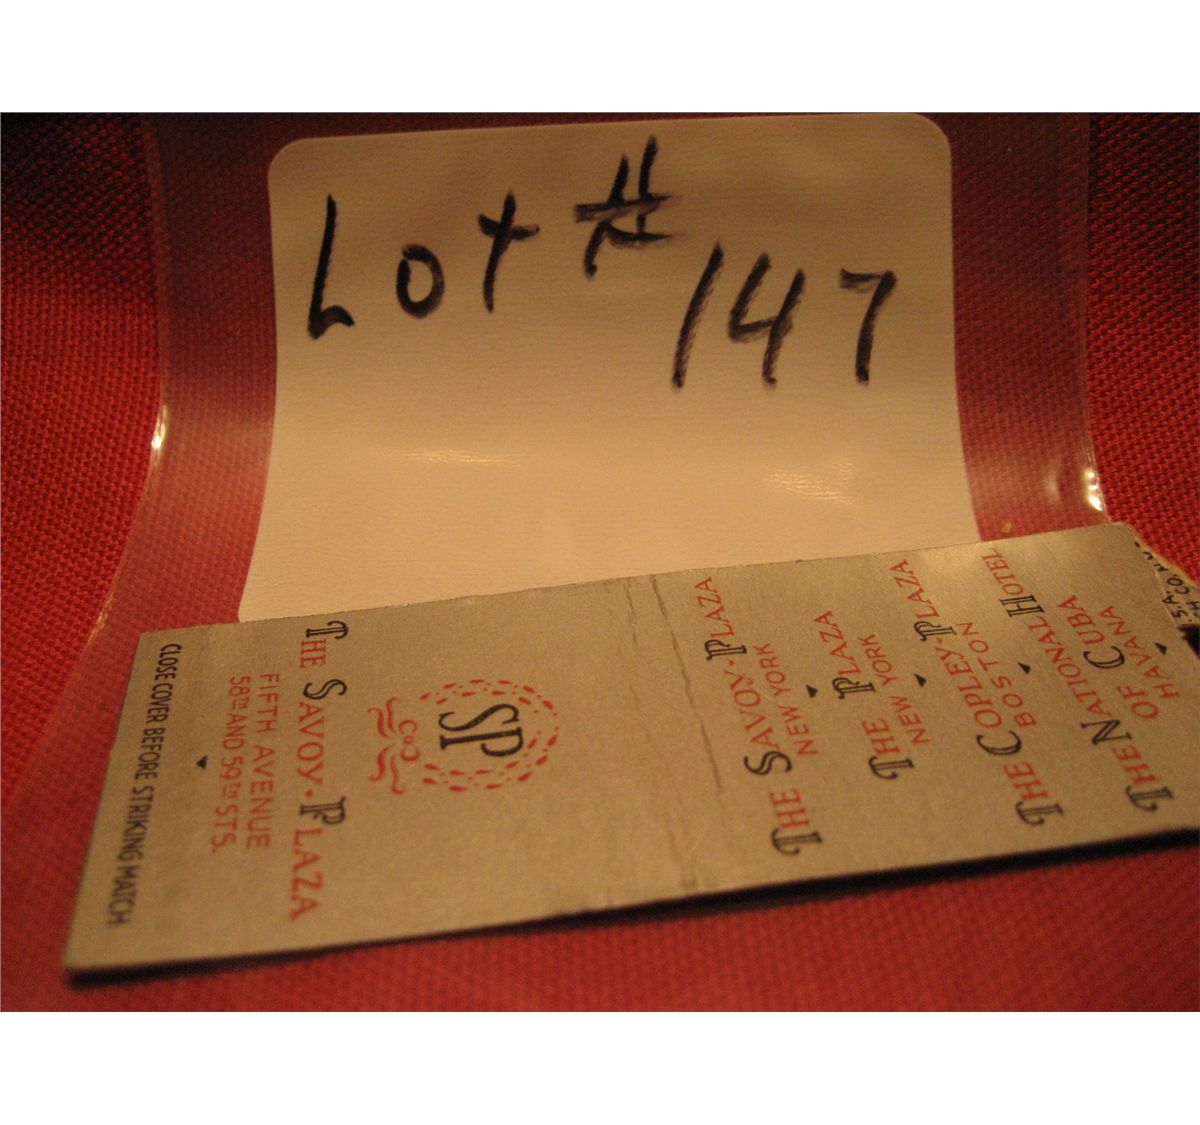 Lot # 147
CLOSE COVER BEFORE STRIKING MATCH
THE SAVOY-PLAZA
FIFTH AVENUE
58TH AND 59TH STS.
SP
THE SAVOY-PLAZA
NEW YORK
THE PLAZA
NEW YORK
THE COPLEY-PLAZA
BOSTON
THE NATIONAL HOTEL
OF CUBA
HAVANA